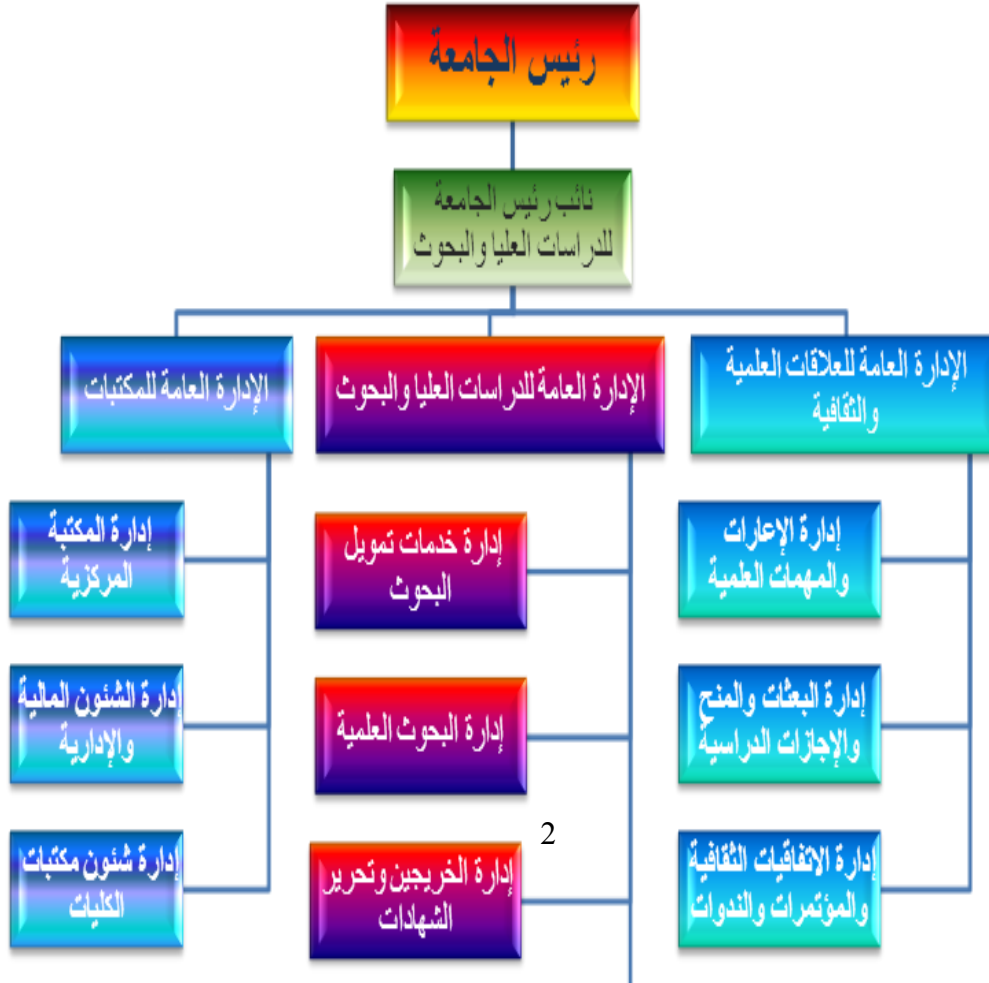 رئيس الجامعة
نائب رئيس الجامعة
للدراسات العليا والبحوث
الإدارة العامة للعلاقات العلمية
والثقافية
الإدارة العامة للدراسات العليا والبحوث
الإدارة العامة للمكتبات
إدارة الإعارات
والمهمات العلمية
إدارة خدمات تمويل
البحوث
إدارة المكتبة
المركزية
إدارة البعثات والمنح
والإجازات الدراسية
إدارة البحوث العلمية
إدارة الشئون المالية
والإدارية
إدارة الاتفاقيات الثقافية
والمؤتمرات والندوات
2
إدارة الخريجين وتحرير
الشهادات
إدارة شئون مكتبات
الكليات